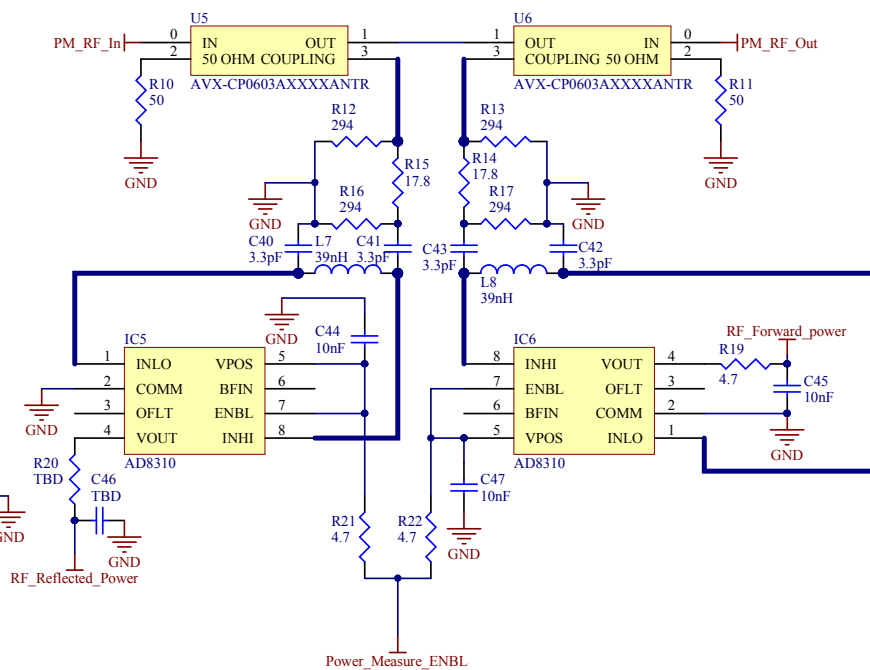 U5
U6
PM_RF_In
0
2
IN OUT
50 OHM COUPLING
1
3
1
3
OUT IN
COUPLING 50 OHM
0
2
PM_RF_Out
AVX-CP0603AXXXXANTR
AVX-CP0603AXXXXANTR
R10
50
R11
50
GND
GND
R12
294
R13
294
R15
17.8
R14
17.8
R16
294
R17
294
GND
GND
C40
3.3pF
L7
39nH
C41
3.3pF
C43
3.3pF
C42
3.3pF
L8
39nH
GND
C44
10nF
IC5
1 INLO VPOS 5
2 COMM BFIN 6
3 OFLT ENBL 7
4 VOUT INHI 8
AD8310
GND
IC6
8 INHI VOUT 4
7 ENBL OFLT 3
6 BFIN COMM 2
5 VPOS INLO 1
AD8310
RF_Forward_power
R19
4.7
C45
10nF
GND
R20
TBD
C46
TBD
GND
RF_Reflected_Power
C47
10nF
GND
R21
4.7
R22
4.7
Power_Measure_ENBL